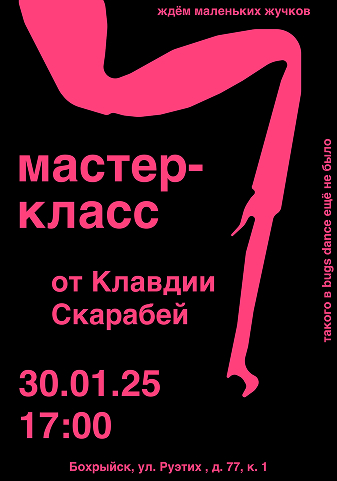 ждём маленьких жучков
мастер-
класс
такого в bugs dance ещё не было
от Клавдии
Скарабей
30.01.25
17:00
Бохрыйск, ул. Руэтих , д. 77, к. 1